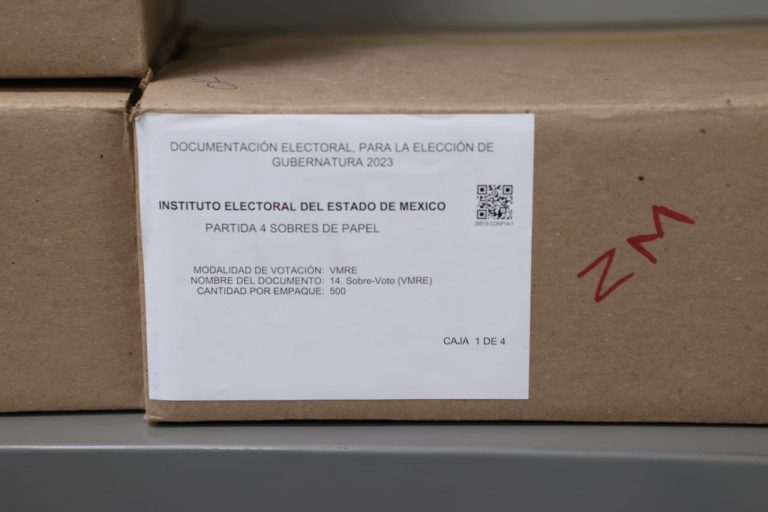 DOCUMENTACIÓN ELECTORAL, PARA LA ELECCIÓN DE
GUBERNATURA 2023
INSTITUTO ELECTORAL DEL ESTADO DE MEXICO
PARTIDA 4 SOBRES DE PAPEL
MODALIDAD DE VOTACIÓN: VMRE
NOMBRE DEL DOCUMENTO: 14. Sobre-Voto (VMRE)
CANTIDAD POR EMPAQUE: 500
CAJA 1 DE 4
ZM